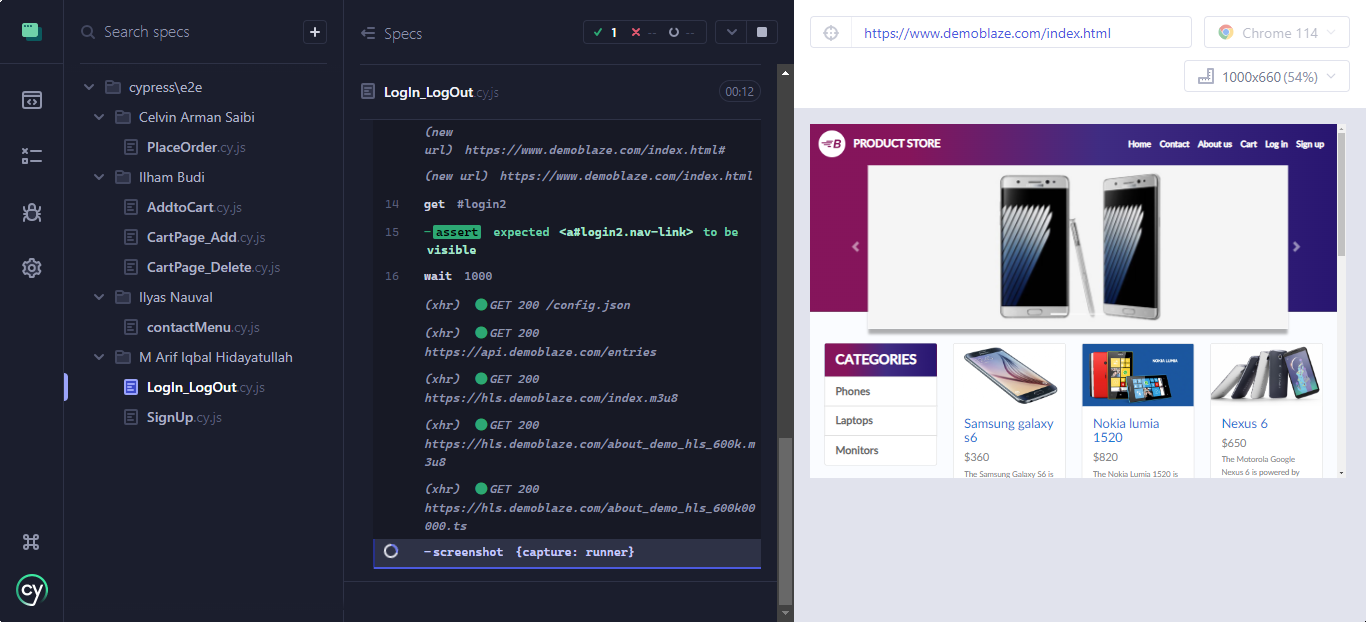 Search specs
+
cypress\e2e
Celvin Arman Saibi
PlaceOrder.cy.js
Ilham Budi
AddtoCart.cy.js
CartPage_Add.cy.js
CartPage_Delete.cy.js
Ilyas Nauval
contactMenu.cy.js
M Arif Iqbal Hidayatullah
LogIn_LogOut.cy.js
SignUp.cy.js
cy
Specs
1 -- --
LogIn_LogOut cy.js
00:12
(new
url) https://www.demoblaze.com/index.html#
(new url) https://www.demoblaze.com/index.html
14 get #login2
15 -assert expected <a#login2.nav-link> to be
visible
16 wait 1000
(xhr) GET 200 /config.json
(xhr) GET 200
https://api.demoblaze.com/entries
(xhr) GET 200
https://hls.demoblaze.com/index.m3u8
(xhr) GET 200
https://hls.demoblaze.com/about_demo_hls_600k.m
3u8
(xhr) GET 200
https://hls.demoblaze.com/about_demo_hls_600k00
000.ts
-screenshot {capture: runner}
https://www.demoblaze.com/index.html
Chrome 114
1000x660 (54%)
B PRODUCT STORE
Home Contact About us Cart Log in Sign up
CATEGORIES
Phones
Laptops
Monitors
Samsung galaxy
s6
$360
The Samsung Galaxy S6 is
NOKIA LUMIA
Nokia lumia
1520
$820
The Nokia Lumia 1520 is
Nexus 6
$650
The Motorola Google
Nexus 6 is powered by